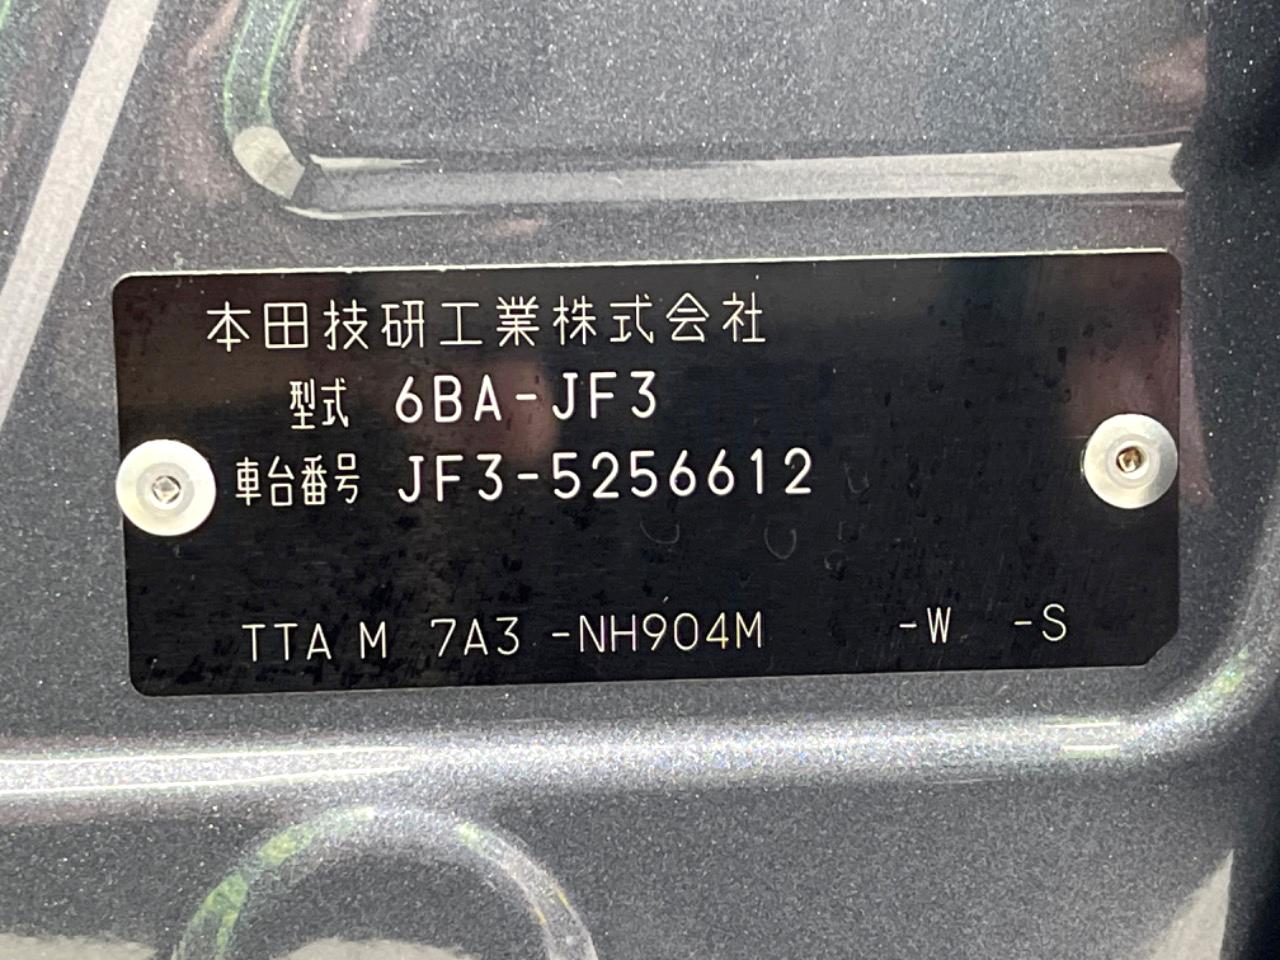 本田技研工業株式会社
型式 6BA-JF3
車台番号 JF3-5256612
TTA M 7A3 -NH904M -W -S